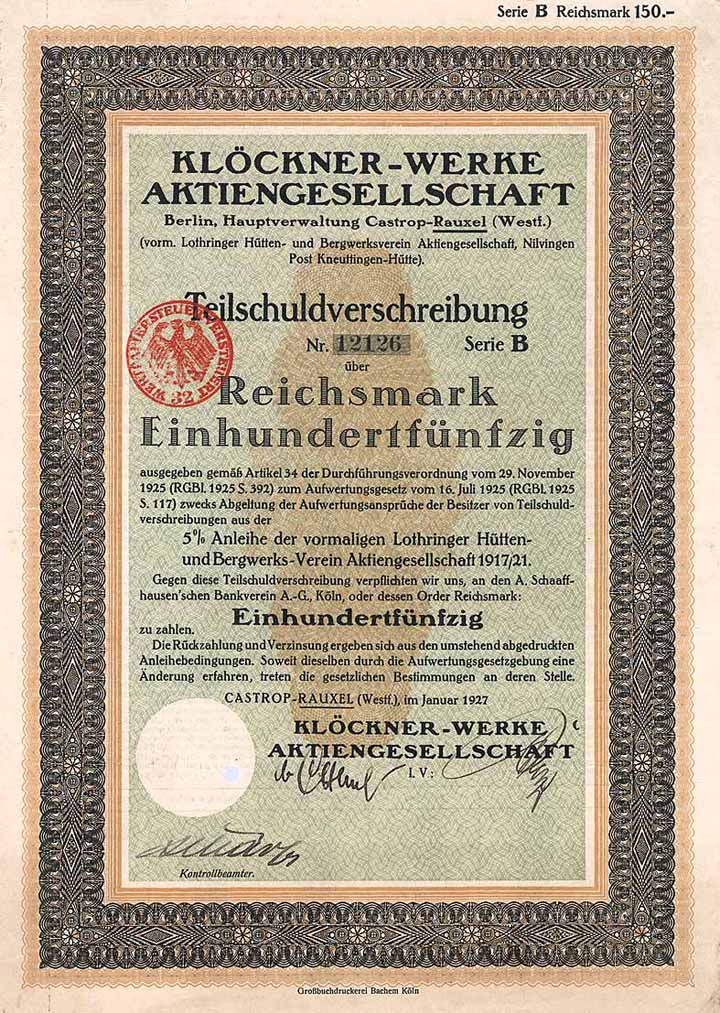 Serie B Reichsmark 150.–
KLÖCKNER-WERKE
AKTIENGESELLSCHAFT
Berlin, Hauptverwaltung Castrop-Rauxel (Westf.)
(vorm. Lothringer Hütten- und Bergwerksverein Aktiengesellschaft, Nilvingen
Post Kneuttingen-Hütte).
Teilschuldverschreibung
Nr. 12126 Serie B
über
Reichsmark
Einhundertfünfzig
ausgegeben gemäß Artikel 34 der Durchführungsverordnung vom 29. November
1925 (RGBl. 1925 S. 392) zum Aufwertungsgesetz vom 16. Juli 1925 (RGBl. 1925
S. 117) zwecks Abgeltung der Aufwertungsansprüche der Besitzer von Teilschuld-
verschreibungen aus der
5% Anleihe der vormaligen Lothringer Hütten-
und Bergwerks-Verein Aktiengesellschaft 1917/21.
Gegen diese Teilschuldverschreibung verpflichten wir uns, an den A. Schaaff-
hausen'schen Bankverein A.-G., Köln, oder dessen Order Reichsmark:
Einhundertfünfzig
zu zahlen.
Die Rückzahlung und Verzinsung ergeben sich aus den umstehend abgedruckten
Anleihebedingungen. Soweit dieselben durch die Aufwertungsgesetzgebung eine
Änderung erfahren, treten die gesetzlichen Bestimmungen an deren Stelle.
CASTROP-RAUXEL (Westf.), im Januar 1927
KLÖCKNER-WERKE
AKTIENGESELLSCHAFT
I. V.:
Kontrollbeamter.
WERTPAPIERSTEUER
32
Großbuchdruckerei Bachem Köln